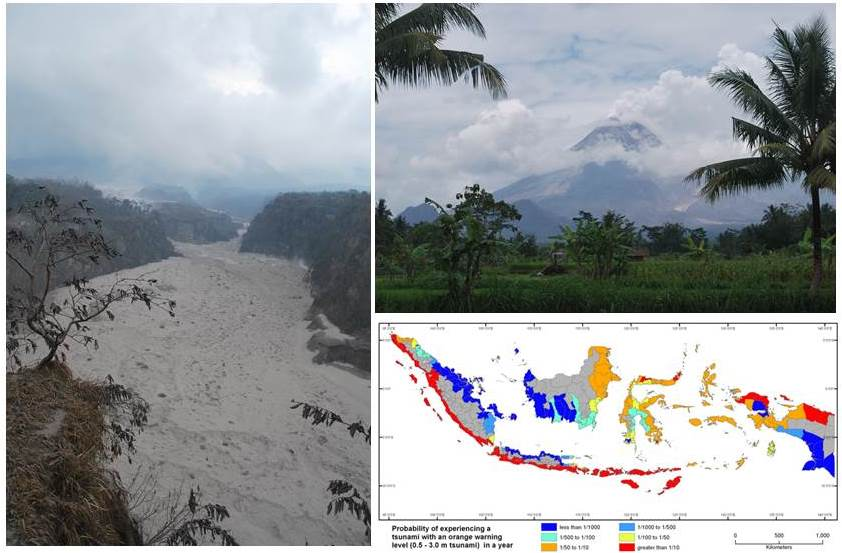 Probability of experiencing a
tsunami with an orange warning
level (0.5 - 3.0 m tsunami) in a year
less than 1/1000
1/500 to 1/100
1/50 to 1/10
1/1000 to 1/500
1/100 to 1/50
greater than 1/10
0 500 1,000
Kilometers